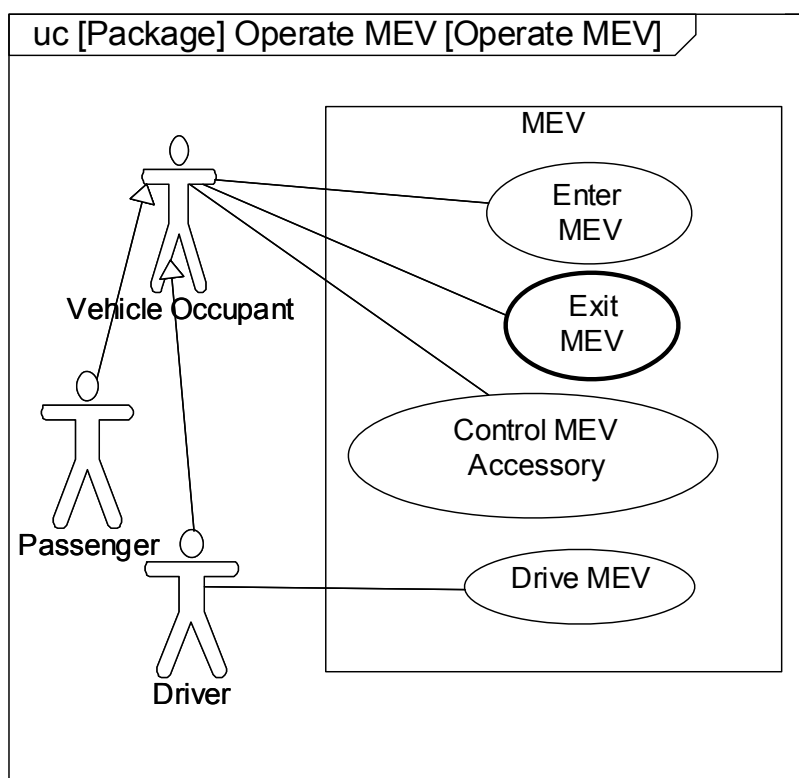 uc [Package] Operate MEV [Operate MEV]
MEV
Enter
MEV
Exit
MEV
Vehicle Occupant
Control MEV
Accessory
Passenger
Drive MEV
Driver